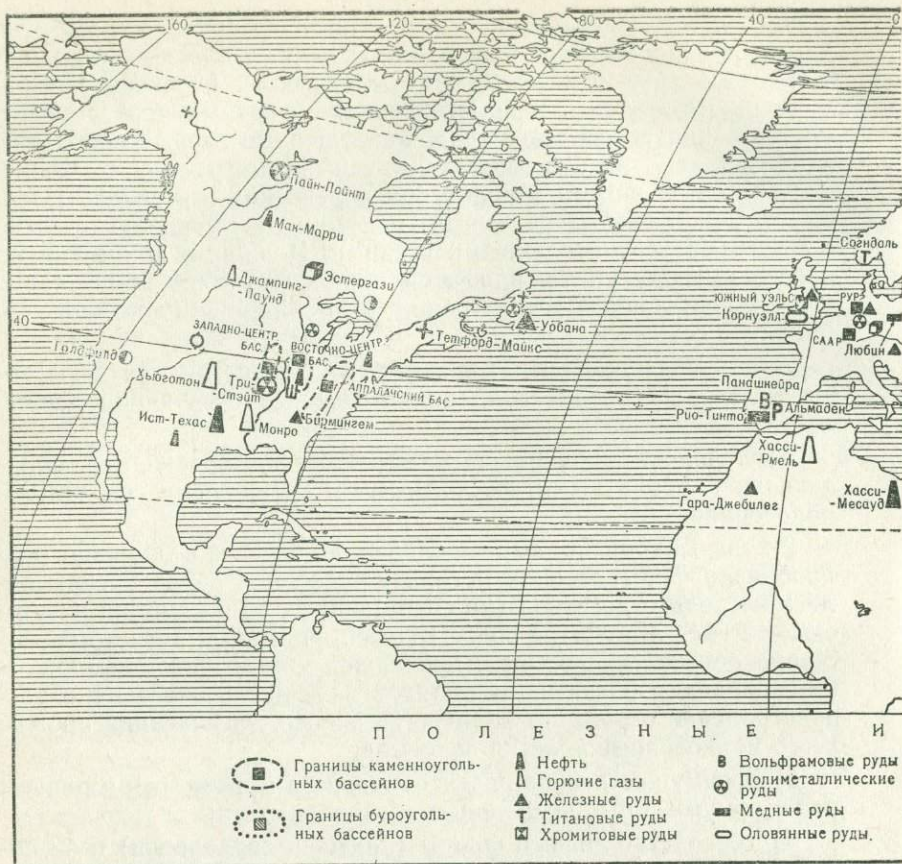 160
120
80
40
0
Пайн-Пойнт
Мак-Марри
Согндаль
Джампинг-
-Паунд
Эстергази
ЮЖНЫЙ УЭЛЬС
РУР
Корнуэлл
Уобана
40
ЗАПАДНО-ЦЕНТР
БАС.
ВОСТОЧНО-ЦЕНТР
БАС.
Тетфорд-Майнс
СААР
Любин
Голдфилд
Хьюготон
Три-
-Стэйт
АППАЛАЧСКИЙ БАС
Панашкейра
В
Р
Альмаден
Рио-Тинто
Ист-Техас
Монро
Бирмингем
Хасси-
-Рмель
Гара-Джебилет
Хасси-
-Месауд
П О Л Е З Н Ы Е И
Границы каменноуголь-
ных бассейнов
Границы буроуголь-
ных бассейнов
Нефть
Горючие газы
Железные руды
Т Титановые руды
Хромитовые руды
В Вольфрамовые руды
Полиметаллические
руды
Медные руды
Оловянные руды.